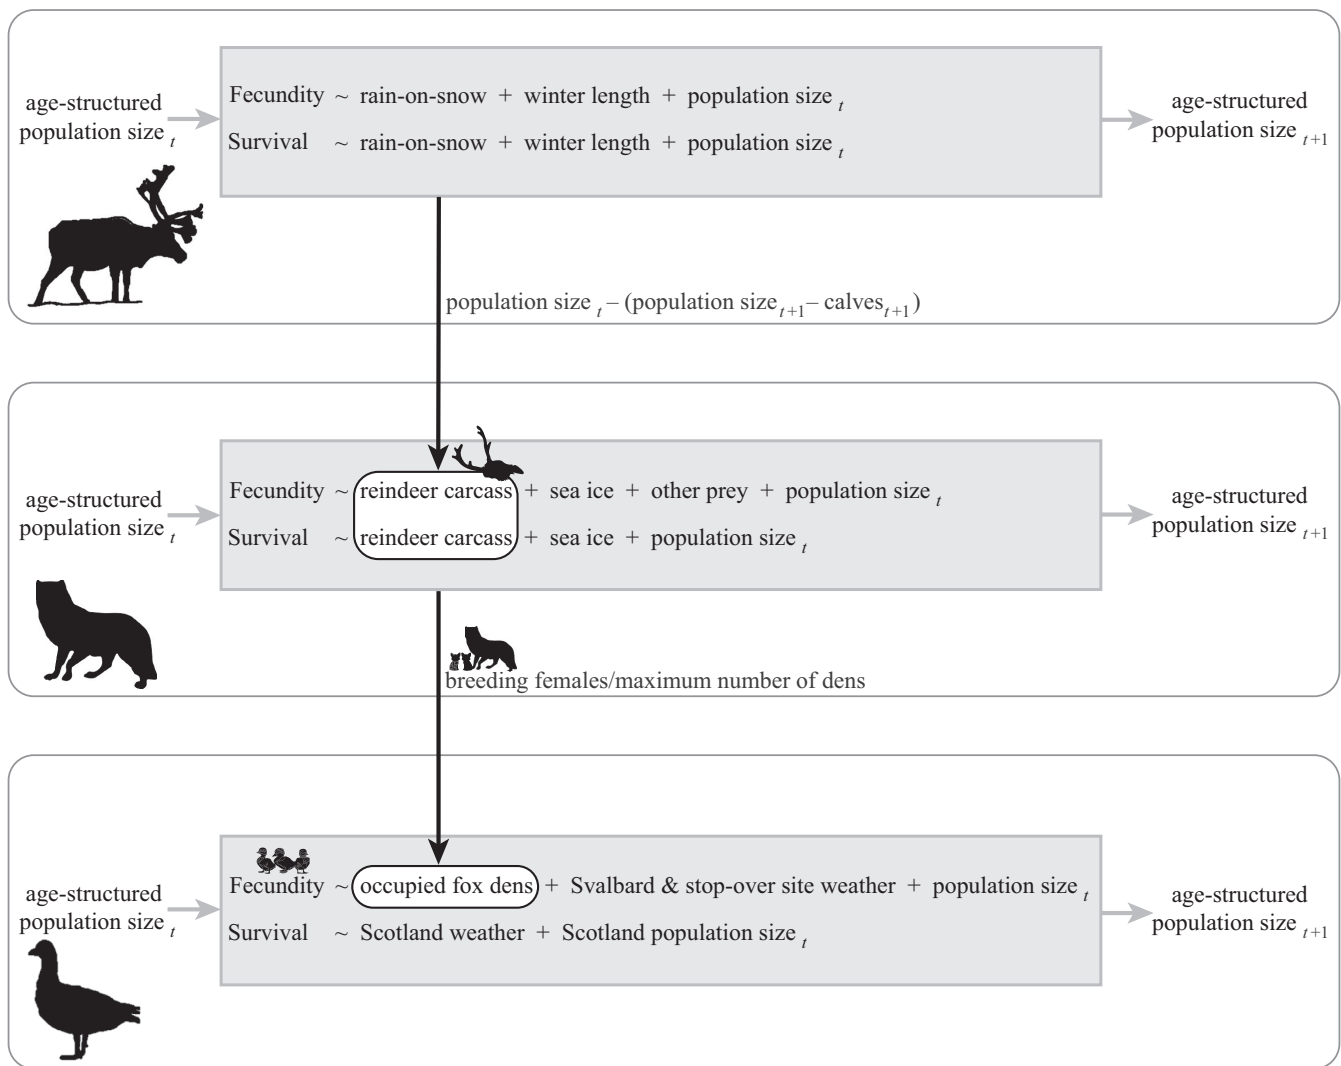 age-structured
population size t
Fecundity ~ rain-on-snow + winter length + population size t
Survival ~ rain-on-snow + winter length + population size t
age-structured
population size t+1
population size t – (population size t+1 – calves t+1)
age-structured
population size t
Fecundity ~ reindeer carcass + sea ice + other prey + population size t
Survival ~ reindeer carcass + sea ice + population size t
age-structured
population size t+1
breeding females/maximum number of dens
age-structured
population size t
Fecundity ~ occupied fox dens + Svalbard & stop-over site weather + population size t
Survival ~ Scotland weather + Scotland population size t
age-structured
population size t+1